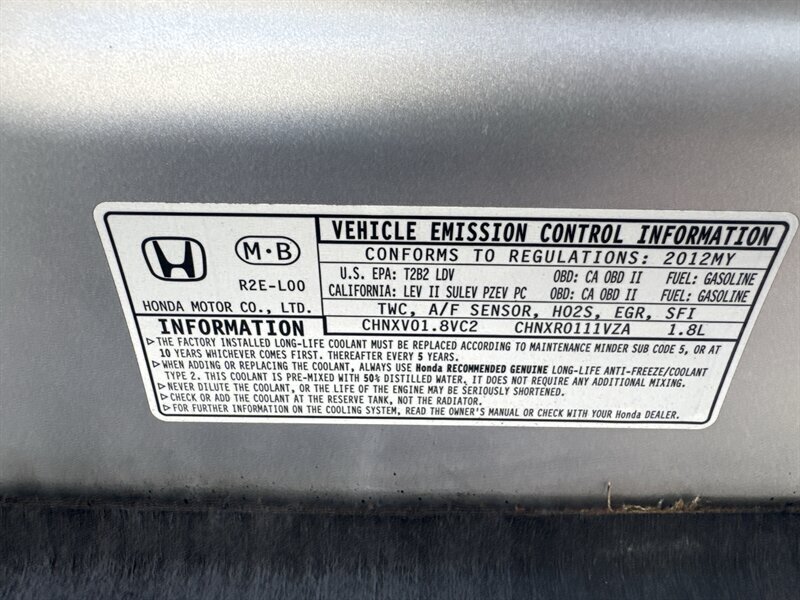 M·B
R2E-L00
HONDA MOTOR CO., LTD.
VEHICLE EMISSION CONTROL INFORMATION
CONFORMS TO REGULATIONS: 2012MY
U.S. EPA: T2B2 LDV OBD: CA OBD II FUEL: GASOLINE
CALIFORNIA: LEV II SULEV PZEV PC OBD: CA OBD II FUEL: GASOLINE
TWC, A/F SENSOR, HO2S, EGR, SFI
CHNXV01.8VC2 CHNXR0111VZA 1.8L
INFORMATION
▷THE FACTORY INSTALLED LONG-LIFE COOLANT MUST BE REPLACED ACCORDING TO MAINTENANCE MINDER SUB CODE 5, OR AT
10 YEARS WHICHEVER COMES FIRST. THEREAFTER EVERY 5 YEARS.
▷WHEN ADDING OR REPLACING THE COOLANT, ALWAYS USE Honda RECOMMENDED GENUINE LONG-LIFE ANTI-FREEZE/COOLANT
TYPE 2. THIS COOLANT IS PRE-MIXED WITH 50% DISTILLED WATER, IT DOES NOT REQUIRE ANY ADDITIONAL MIXING.
▷NEVER DILUTE THE COOLANT, OR THE LIFE OF THE ENGINE MAY BE SERIOUSLY SHORTENED.
▷CHECK OR ADD THE COOLANT AT THE RESERVE TANK, NOT THE RADIATOR.
▷FOR FURTHER INFORMATION ON THE COOLING SYSTEM, READ THE OWNER'S MANUAL OR CHECK WITH YOUR Honda DEALER.